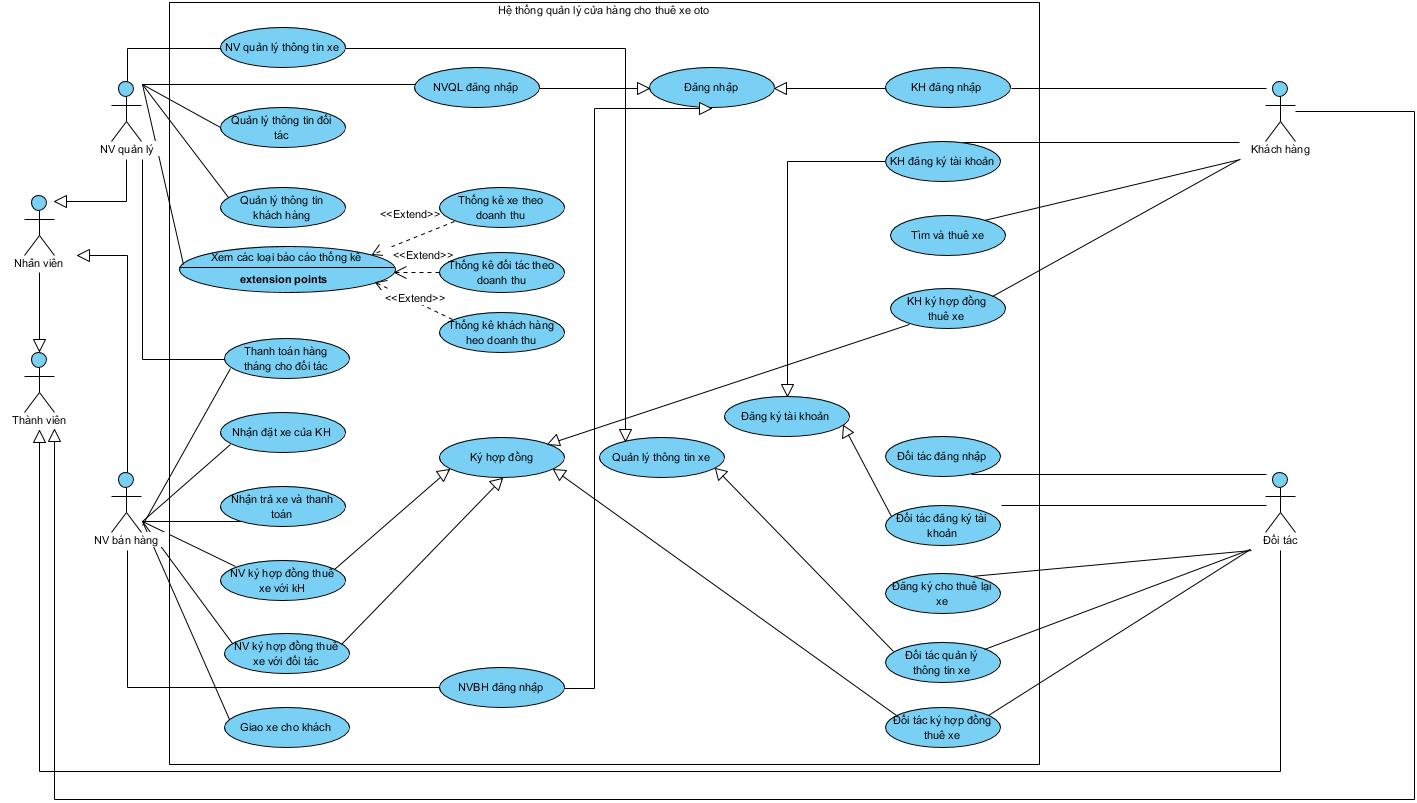 Hệ thống quản lý cửa hàng cho thuê xe oto
NV quản lý thông tin xe
NVQL đăng nhập
Đăng nhập
KH đăng nhập
Quản lý thông tin đối
tác
NV quản lý
Khách hàng
KH đăng ký tài khoản
Quản lý thông tin
khách hàng
<<Extend>>
Thống kê xe theo
doanh thu
Tìm và thuê xe
Nhấn viên
Xem các loại báo cáo thống kê
extension points
<<Extend>>
Thống kê đối tác theo
doanh thu
<<Extend>>
Thống kê khách hàng
heo doanh thu
KH ký hợp đồng
thuê xe
Thanh toán hàng
tháng cho đối tác
Thành viên
Đăng ký tài khoản
Nhận đặt xe của KH
Ký hợp đồng
Quản lý thông tin xe
Đối tác đăng nhập
Nhận trả xe và thanh
toán
NV bán hàng
Đối tác đăng ký tài
khoản
Đối tác
NV ký hợp đồng thuê
xe với kH
Đăng ký cho thuê lại
xe
NV ký hợp đồng thuê
xe với đối tác
Đối tác quản lý
thông tin xe
NVBH đăng nhập
Giao xe cho khách
Đối tác ký hợp đồng
thuê xe